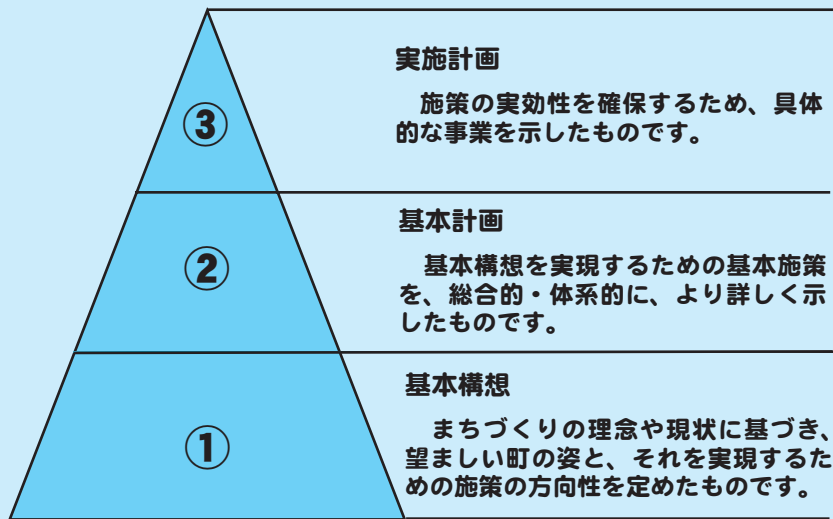 ③
実施計画
施策の実効性を確保するため、具体
的な事業を示したものです。
②
基本計画
基本構想を実現するための基本施策
を、総合的・体系的に、より詳しく示
したものです。
①
基本構想
まちづくりの理念や現状に基づき、
望ましい町の姿と、それを実現するた
めの施策の方向性を定めたものです。